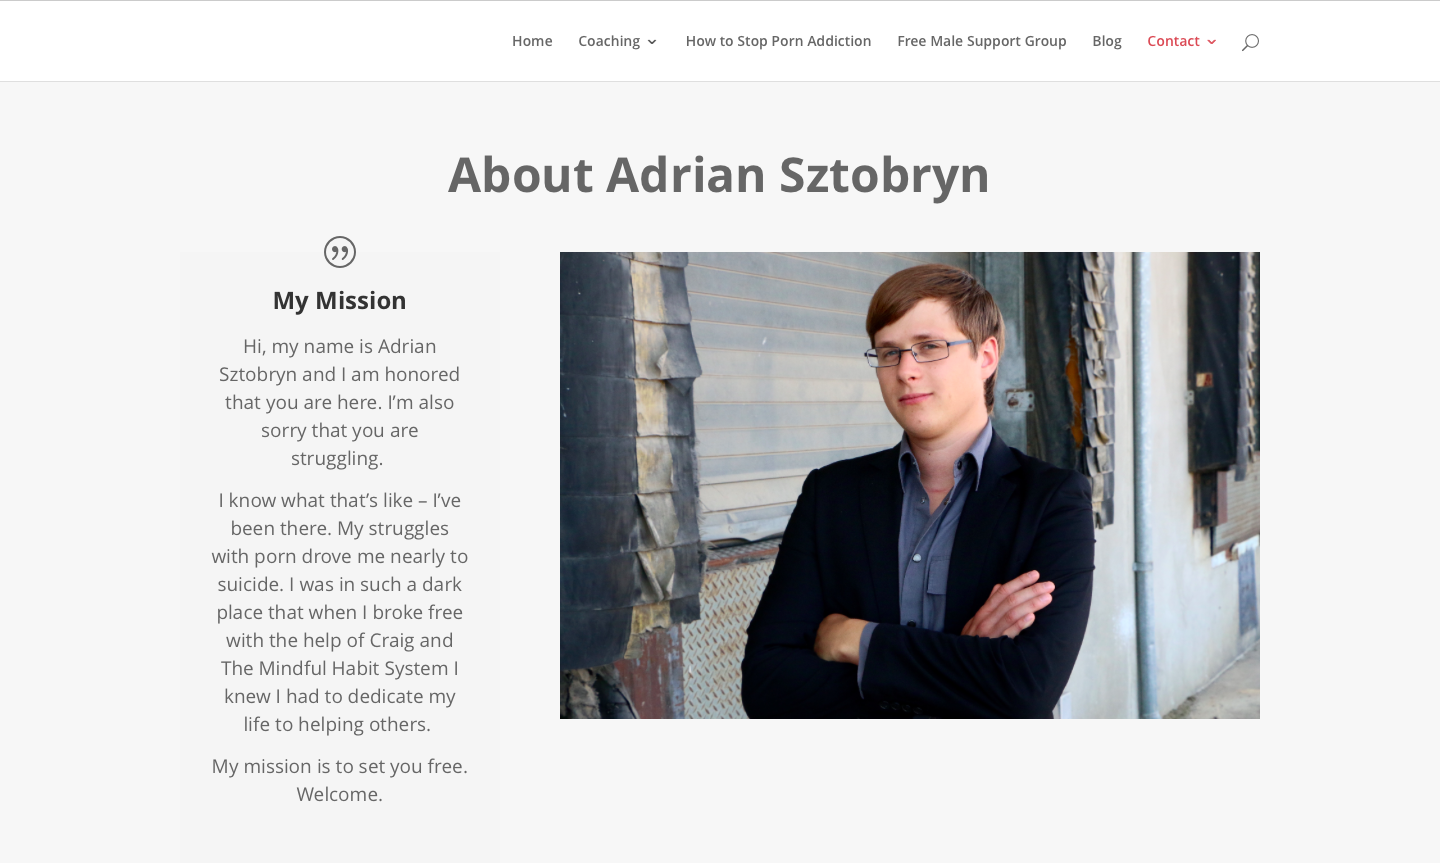 Home Coaching How to Stop Porn Addiction Free Male Support Group Blog Contact
About Adrian Sztobryn
My Mission
Hi, my name is Adrian
Sztobryn and I am honored
that you are here. I’m also
sorry that you are
struggling.
I know what that’s like – I’ve
been there. My struggles
with porn drove me nearly to
suicide. I was in such a dark
place that when I broke free
with the help of Craig and
The Mindful Habit System I
knew I had to dedicate my
life to helping others.
My mission is to set you free.
Welcome.